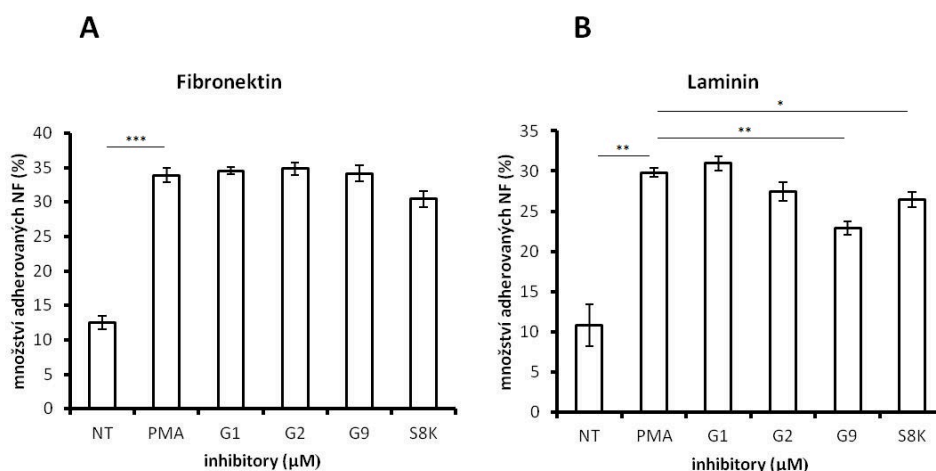 A
Fibronektin
množství adherovaných NF (%)
40
35
30
25
20
15
10
5
0
***
NT PMA G1 G2 G9 S8K
inhibitory (μM)
B
Laminin
množství adherovaných NF (%)
35
30
25
20
15
10
5
0
*
**
**
NT PMA G1 G2 G9 S8K
inhibitory (μM)